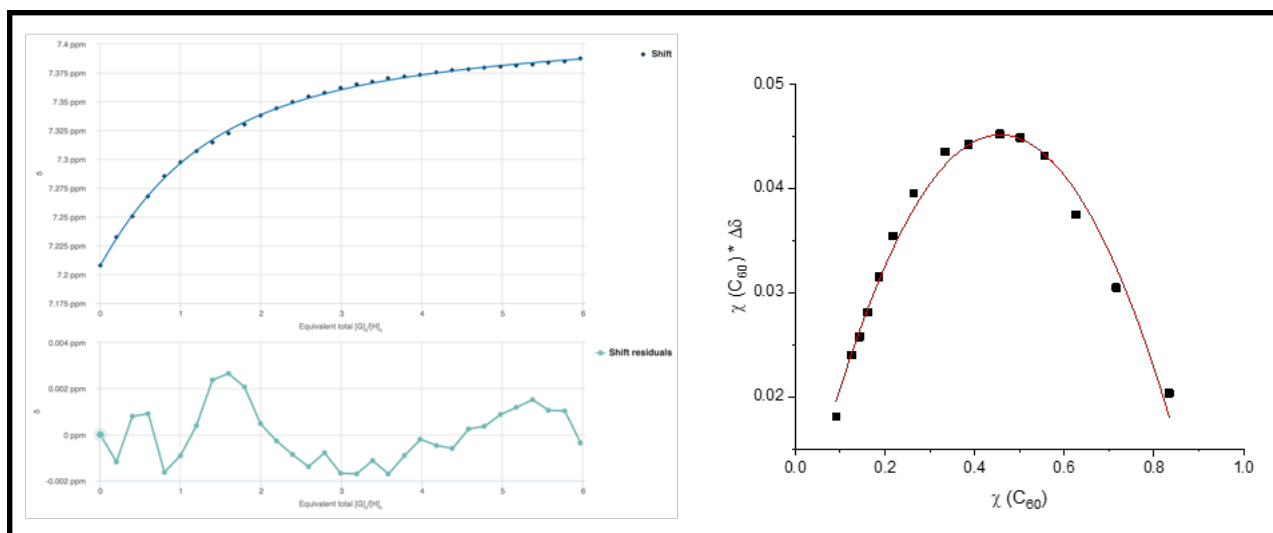 7.4 ppm
Shift
7.375 ppm
7.35 ppm
7.325 ppm
7.3 ppm
δ
7.275 ppm
7.25 ppm
7.225 ppm
7.2 ppm
7.175 ppm
0 1 2 3 4 5 6
Equivalent total [G]₀/[H]₀
0.004 ppm
Shift residuals
0.002 ppm
δ
0 ppm
-0.002 ppm
0 1 2 3 4 5 6
Equivalent total [G]₀/[H]₀
0.05
0.04
χ (C₆₀) * Δδ
0.03
0.02
0.0 0.2 0.4 0.6 0.8 1.0
χ (C₆₀)